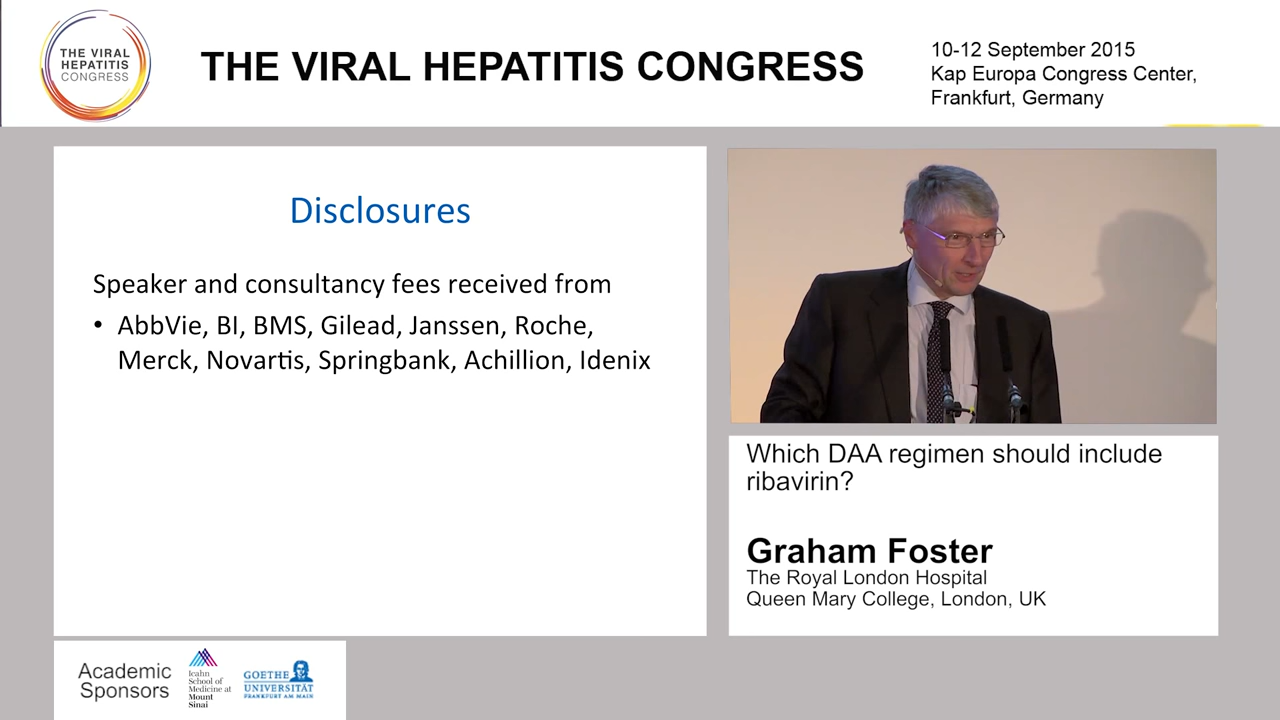 THE VIRAL
HEPATITIS
CONGRESS
THE VIRAL HEPATITIS CONGRESS
10-12 September 2015
Kap Europa Congress Center,
Frankfurt, Germany
Disclosures
Speaker and consultancy fees received from
• AbbVie, BI, BMS, Gilead, Janssen, Roche,
Merck, Novartis, Springbank, Achillion, Idenix
Which DAA regimen should include
ribavirin?
Graham Foster
The Royal London Hospital
Queen Mary College, London, UK
Academic
Sponsors
Icahn
School of
Medicine at
Mount
Sinai
GOETHE
UNIVERSITÄT
FRANKFURT AM MAIN